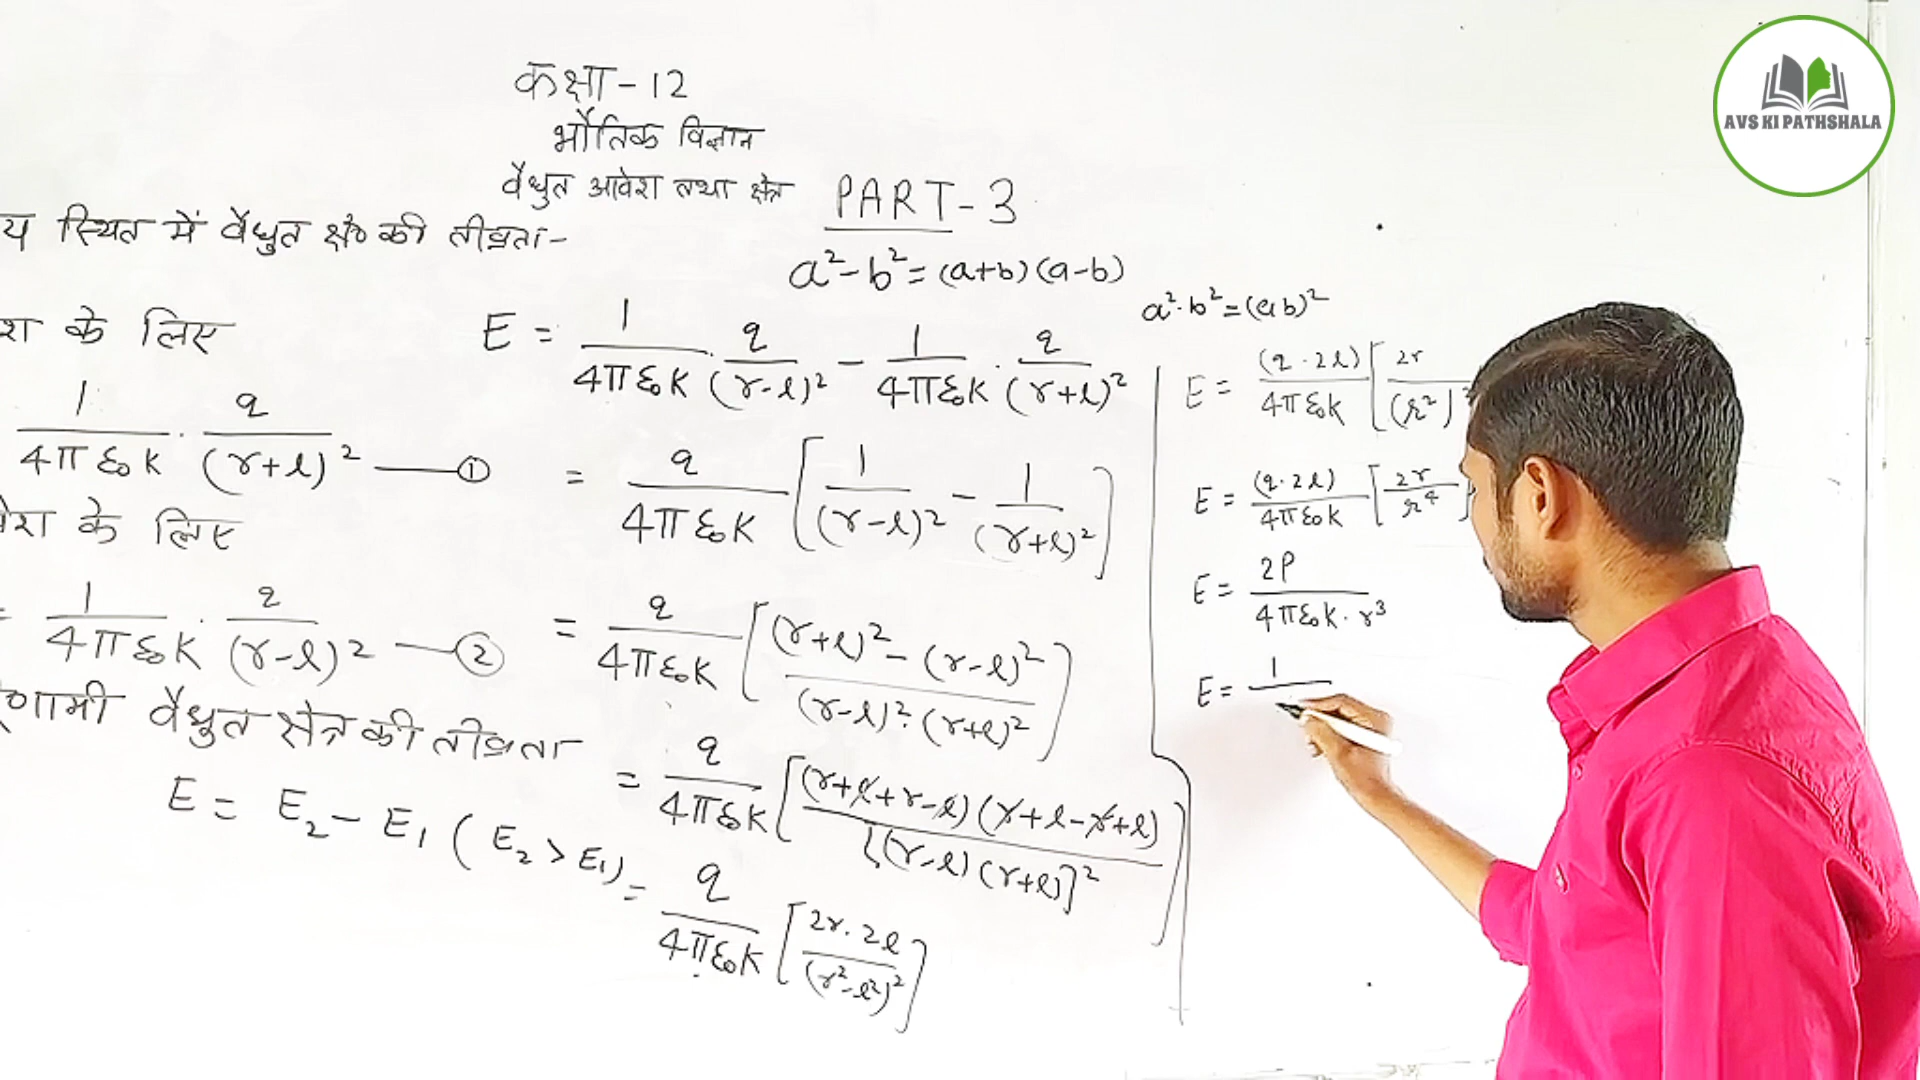 AVS KI PATHSHALA
कक्षा - 12
भौतिक विज्ञान
वैधुत आवेश तथा क्षेत्र PART-3
य स्थित में वैधुत क्षेत्र की तीव्रता -
a² - b² = (a+b)(a-b)
श के लिए
1/4πε₀K · q/(r+l)² — ①
वेश के लिए
= 1/4πε₀K · q/(r-l)² — ②
वैधुत क्षेत्र की तीव्रता
E = E₂ - E₁ (E₂ > E₁)
E = 1/4πε₀K · q/(r-l)² - 1/4πε₀K · q/(r+l)²
= q/4πε₀K [1/(r-l)² - 1/(r+l)²]
= q/4πε₀K [(r+l)² - (r-l)²/(r-l)² · (r+l)²]
= q/4πε₀K [(r+l+r-l)(r+l-r+l)/[(r-l)(r+l)]²]
= q/4πε₀K [2r · 2l/(r²-l²)²]
a² · b² = (ab)²
E = (q · 2l)/4πε₀K [2r/(r²)
E = (q · 2l)/4πε₀K [2r/r⁴]
E = 2P/4πε₀K · r³
E = 1/